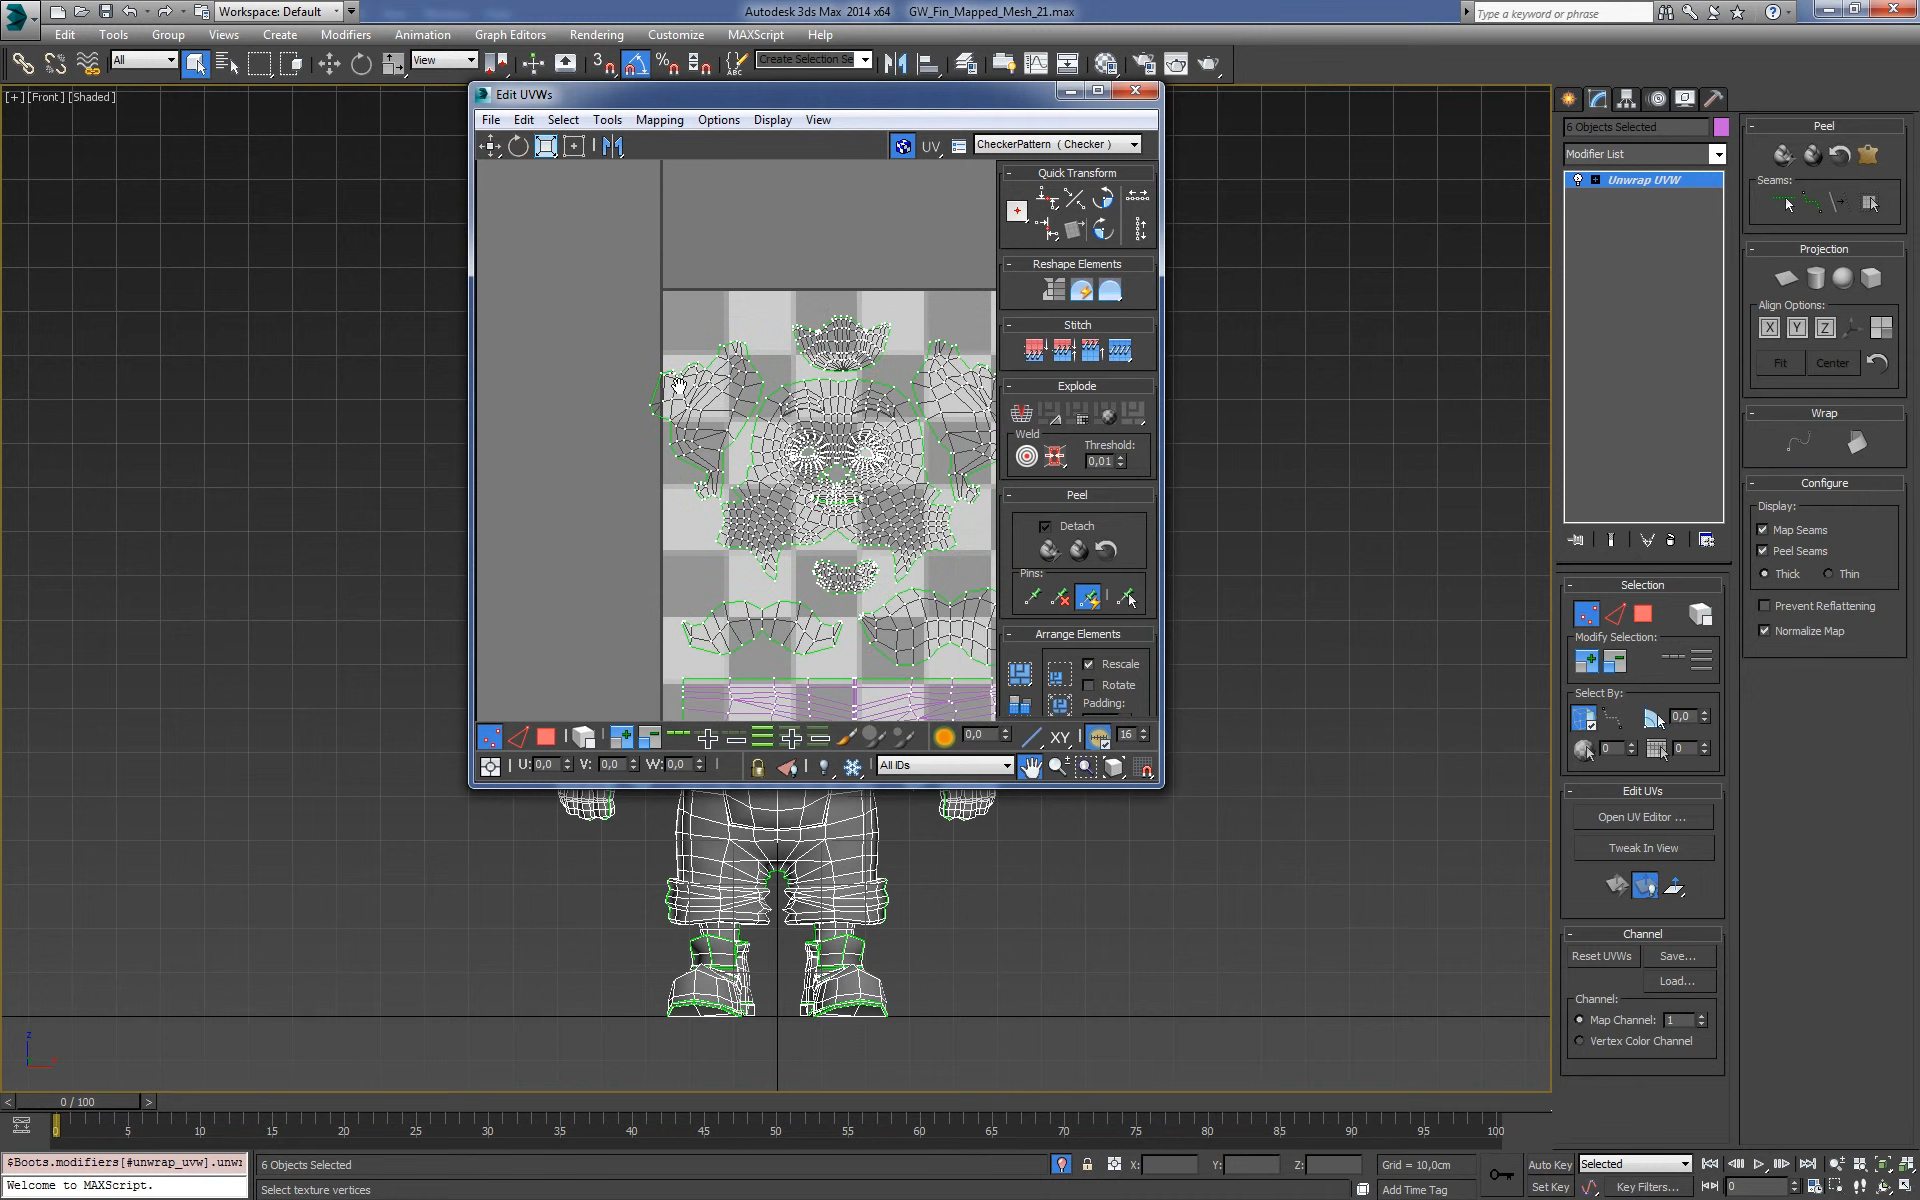 Workspace: Default
Autodesk 3ds Max 2014 x64 GW_Fin_Mapped_Mesh_21.max
Type a keyword or phrase
Edit Tools Group Views Create Modifiers Animation Graph Editors Rendering Customize MAXScript Help
All View 3 Create Selection Se
[+] [Front] [Shaded]
Edit UVWs
File Edit Select Tools Mapping Options Display View
UV CheckerPattern ( Checker )
Quick Transform
Reshape Elements
Stitch
Explode
Weld
Threshold:
0,01
Peel
Detach
Pins:
Arrange Elements
Rescale
Rotate
Padding:
0,0 XY 16
U: 0,0 V: 0,0 W: 0,0 All IDs
6 Objects Selected
Modifier List
Unwrap UVW
Selection
Modify Selection:
Select By:
0,0
0 0
Edit UVs
Open UV Editor ...
Tweak In View
Channel
Reset UVWs Save...
Load...
Channel:
Map Channel: 1
Vertex Color Channel
Peel
Seams:
Projection
Align Options:
X Y Z
Fit Center
Wrap
Configure
Display:
Map Seams
Peel Seams
Thick Thin
Prevent Reflattening
Normalize Map
z
< 0 / 100 >
0 5 10 15 20 25 30 35 40 45 50 55 60 65 70 75 80 85 90 95 100
$Boots.modifiers[#unwrap_uvw].unwr
Welcome to MAXScript.
6 Objects Selected
Select texture vertices
X: Y: Z: Grid = 10,0cm
Add Time Tag
Auto Key Selected
Set Key Key Filters... 0